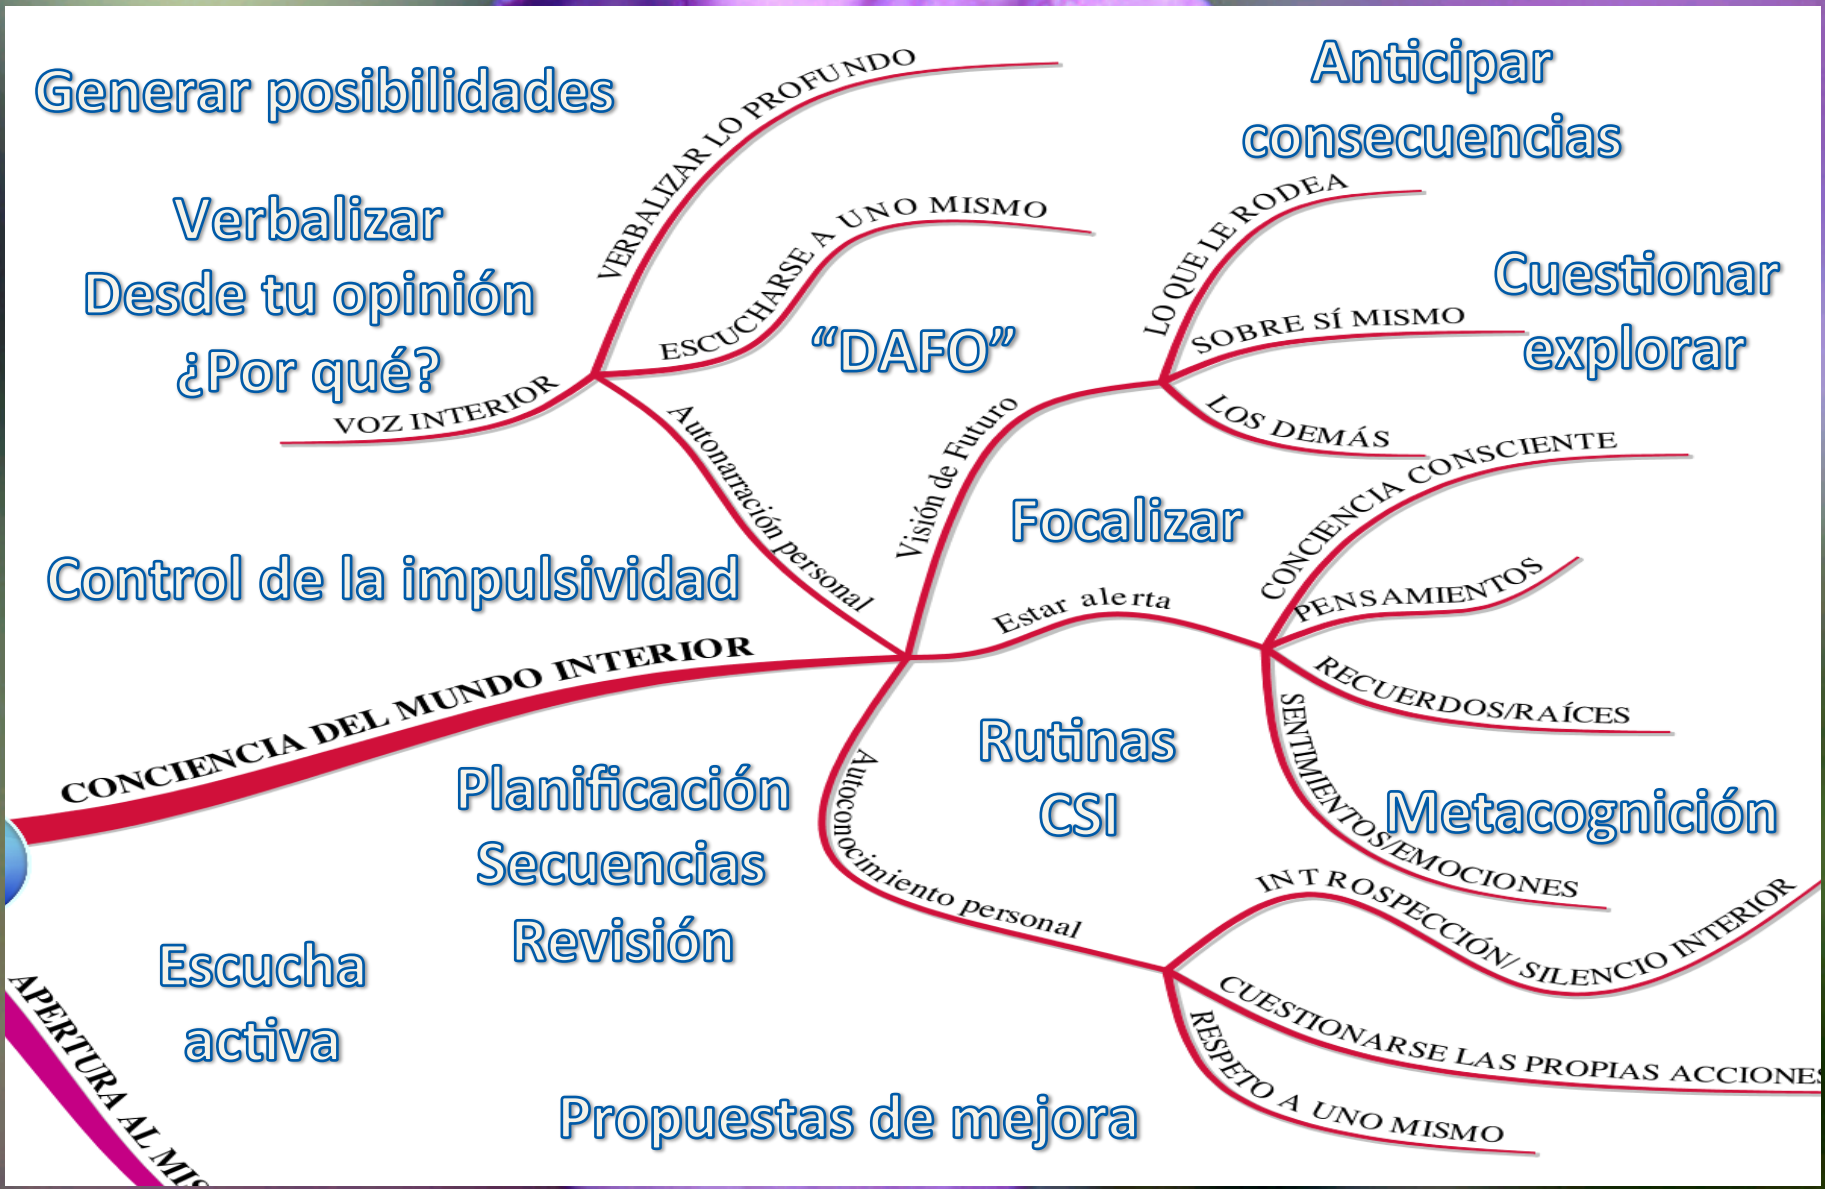 Generar posibilidades
Verbalizar
Desde tu opinión
¿Por qué?
Control de la impulsividad
VERBALIZAR LO PROFUNDO
ESCUCHARSE A UNO MISMO
VOZ INTERIOR
Autonarración personal
“DAFO”
Anticipar
consecuencias
LO QUE LE RODEA
SOBRE SÍ MISMO
LOS DEMÁS
Visión de Futuro
Cuestionar
explorar
Focalizar
Estar alerta
CONCIENCIA CONSCIENTE
PENSAMIENTOS
RECUERDOS/RAÍCES
SENTIMIENTOS/EMOCIONES
CONCIENCIA DEL MUNDO INTERIOR
Planificación
Secuencias
Revisión
Rutinas
CSI
Metacognición
Autoconocimiento personal
INTROSPECCIÓN/ SILENCIO INTERIOR
CUESTIONARSE LAS PROPIAS ACCIONES
RESPETO A UNO MISMO
Escucha
activa
APERTURA AL MIS
Propuestas de mejora